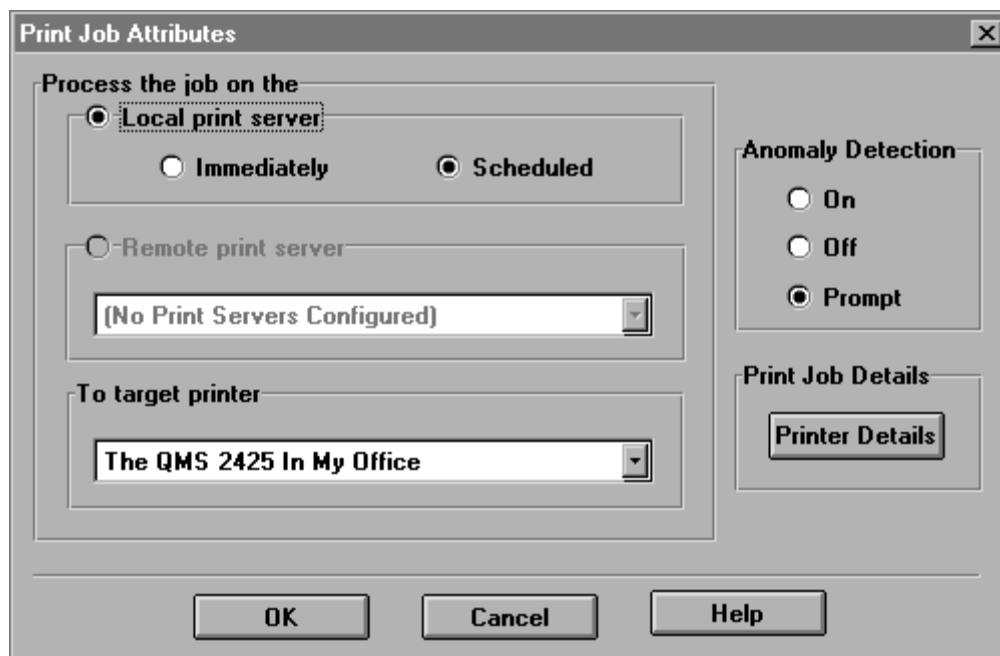 Print Job Attributes
Process the job on the
Local print server
Immediately
Scheduled
Remote print server
(No Print Servers Configured)
To target printer
The QMS 2425 In My Office
Anomaly Detection
On
Off
Prompt
Print Job Details
Printer Details
OK
Cancel
Help